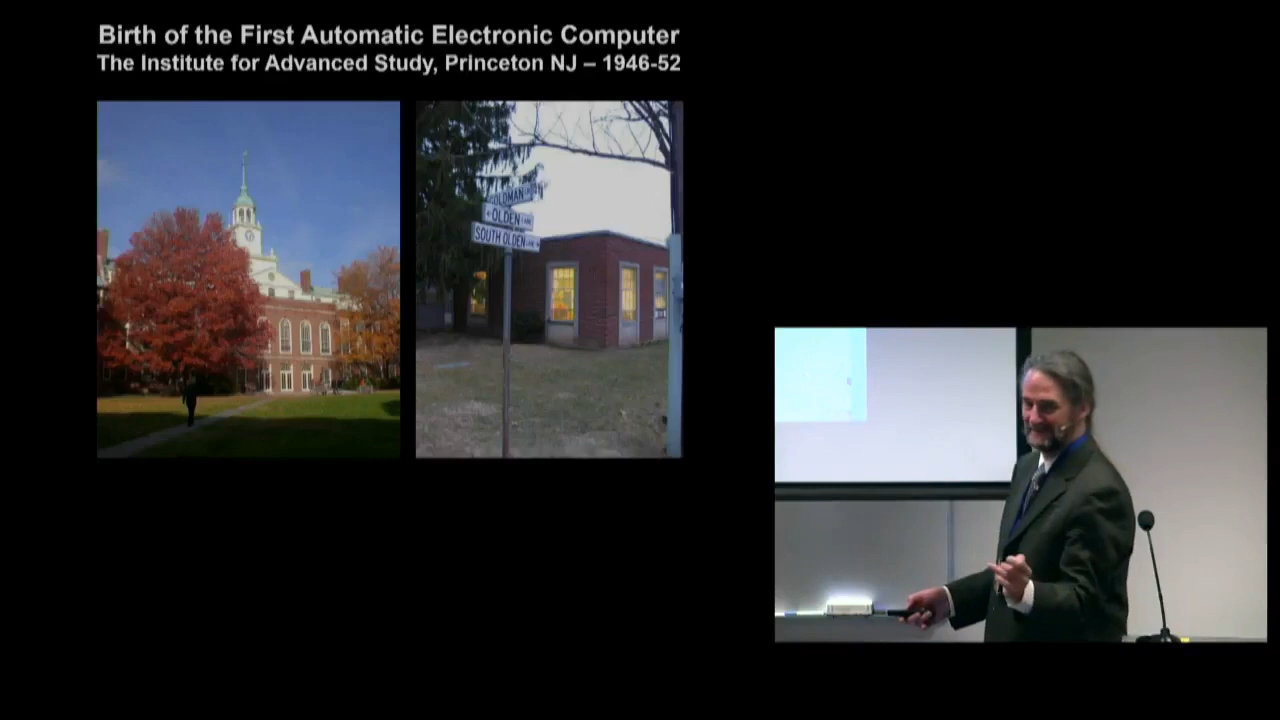 Birth of the First Automatic Electronic Computer
The Institute for Advanced Study, Princeton NJ – 1946-52
OLDEN
SOUTH OLDEN